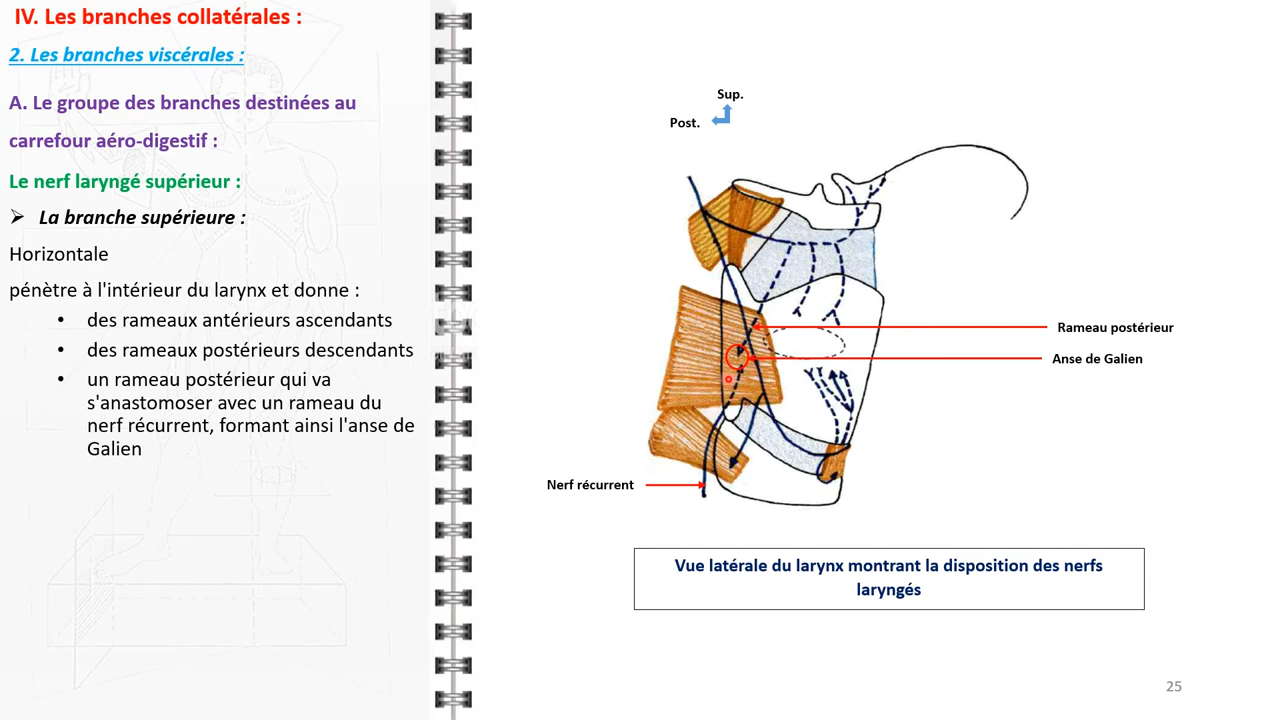 IV. Les branches collatérales :
2. Les branches viscérales :
A. Le groupe des branches destinées au
carrefour aéro-digestif :
Le nerf laryngé supérieur :
➢ La branche supérieure :
Horizontale
pénètre à l'intérieur du larynx et donne :
• des rameaux antérieurs ascendants
• des rameaux postérieurs descendants
• un rameau postérieur qui va
s'anastomoser avec un rameau du
nerf récurrent, formant ainsi l'anse de
Galien
Sup.
Post.
Rameau postérieur
Anse de Galien
Nerf récurrent
Vue latérale du larynx montrant la disposition des nerfs
laryngés
25